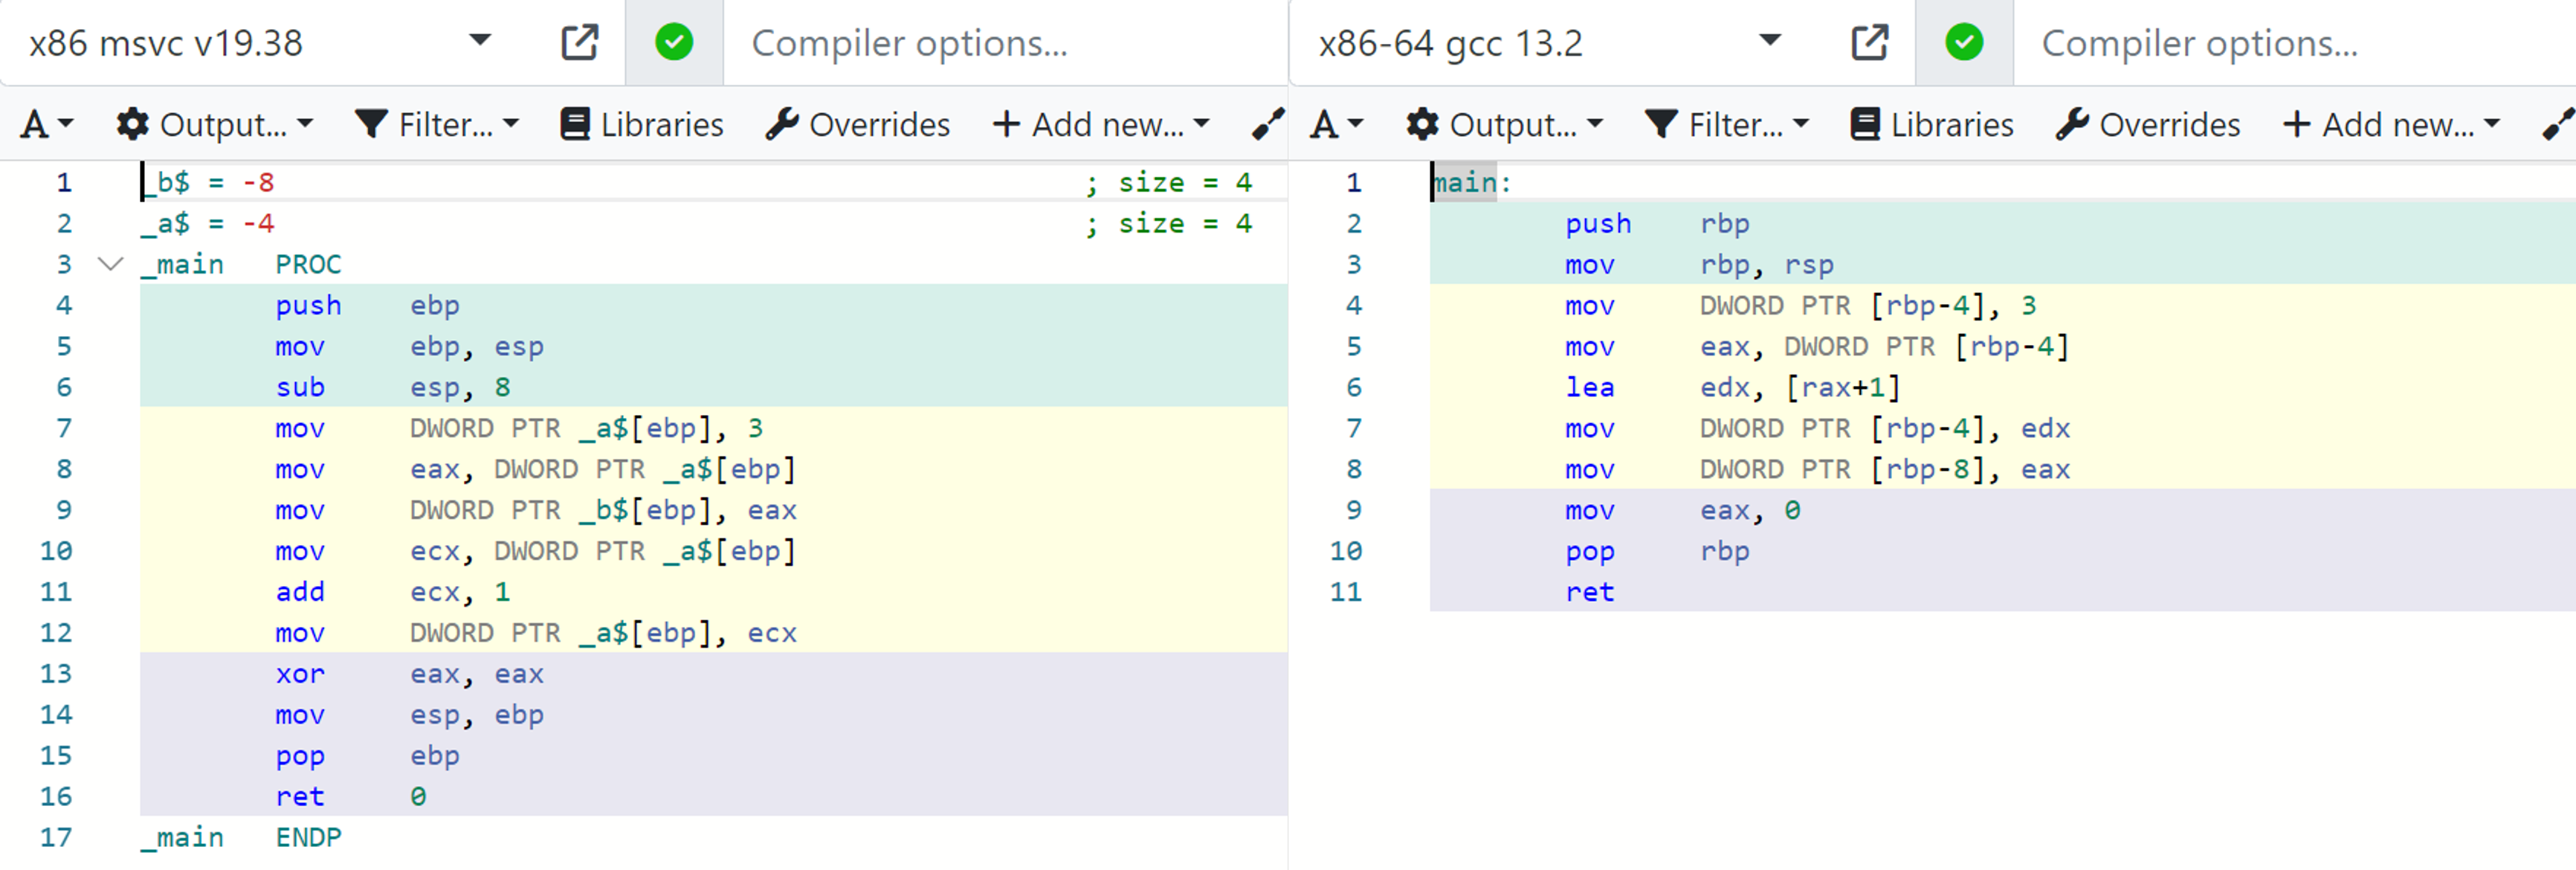 x86 msvc v19.38 Compiler options...
A Output... Filter... Libraries Overrides + Add new...
1 _b$ = -8 ; size = 4
2 _a$ = -4 ; size = 4
3 _main PROC
4 push ebp
5 mov ebp, esp
6 sub esp, 8
7 mov DWORD PTR _a$[ebp], 3
8 mov eax, DWORD PTR _a$[ebp]
9 mov DWORD PTR _b$[ebp], eax
10 mov ecx, DWORD PTR _a$[ebp]
11 add ecx, 1
12 mov DWORD PTR _a$[ebp], ecx
13 xor eax, eax
14 mov esp, ebp
15 pop ebp
16 ret 0
17 _main ENDP
x86-64 gcc 13.2 Compiler options...
A Output... Filter... Libraries Overrides + Add new...
1 main:
2 push rbp
3 mov rbp, rsp
4 mov DWORD PTR [rbp-4], 3
5 mov eax, DWORD PTR [rbp-4]
6 lea edx, [rax+1]
7 mov DWORD PTR [rbp-4], edx
8 mov DWORD PTR [rbp-8], eax
9 mov eax, 0
10 pop rbp
11 ret